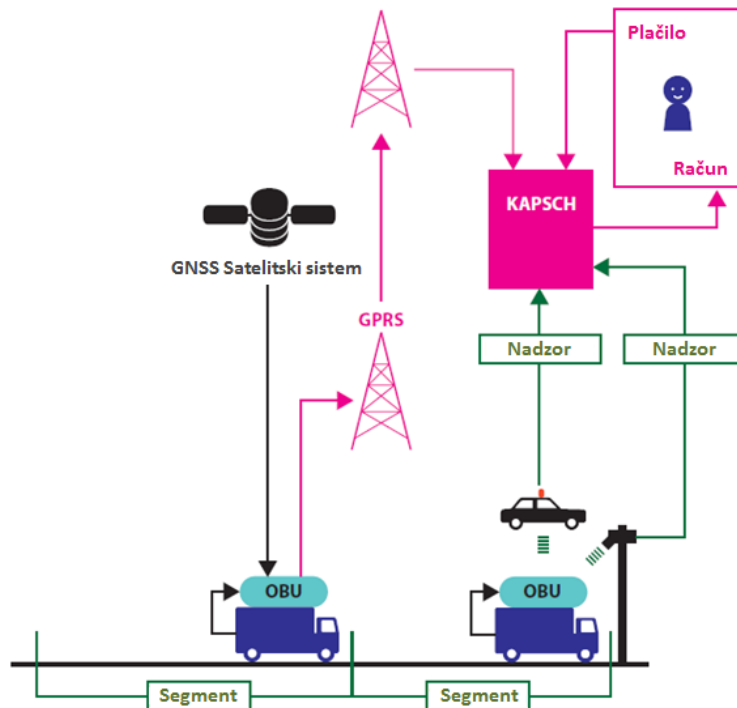 Plačilo
Račun
KAPSCH
GNSS Satelitski sistem
GPRS
Nadzor
Nadzor
OBU
OBU
Segment
Segment